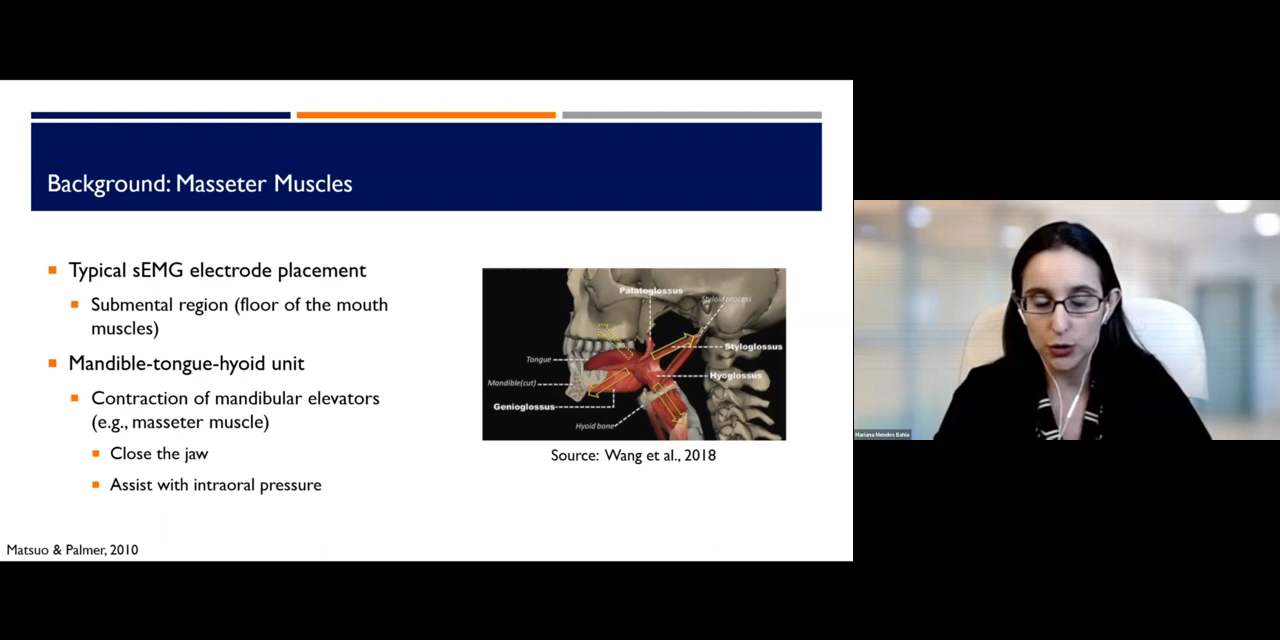 Background: Masseter Muscles
Typical sEMG electrode placement
Submental region (floor of the mouth
muscles)
Mandible-tongue-hyoid unit
Contraction of mandibular elevators
(e.g., masseter muscle)
Close the jaw
Assist with intraoral pressure
Palatoglossus
Styloid process
Styloglossus
Tongue
Hyoglossus
Mandible(cut)
Genioglossus
Hyoid bone
Source: Wang et al., 2018
Matsuo & Palmer, 2010
Mariana Mendes Bahia